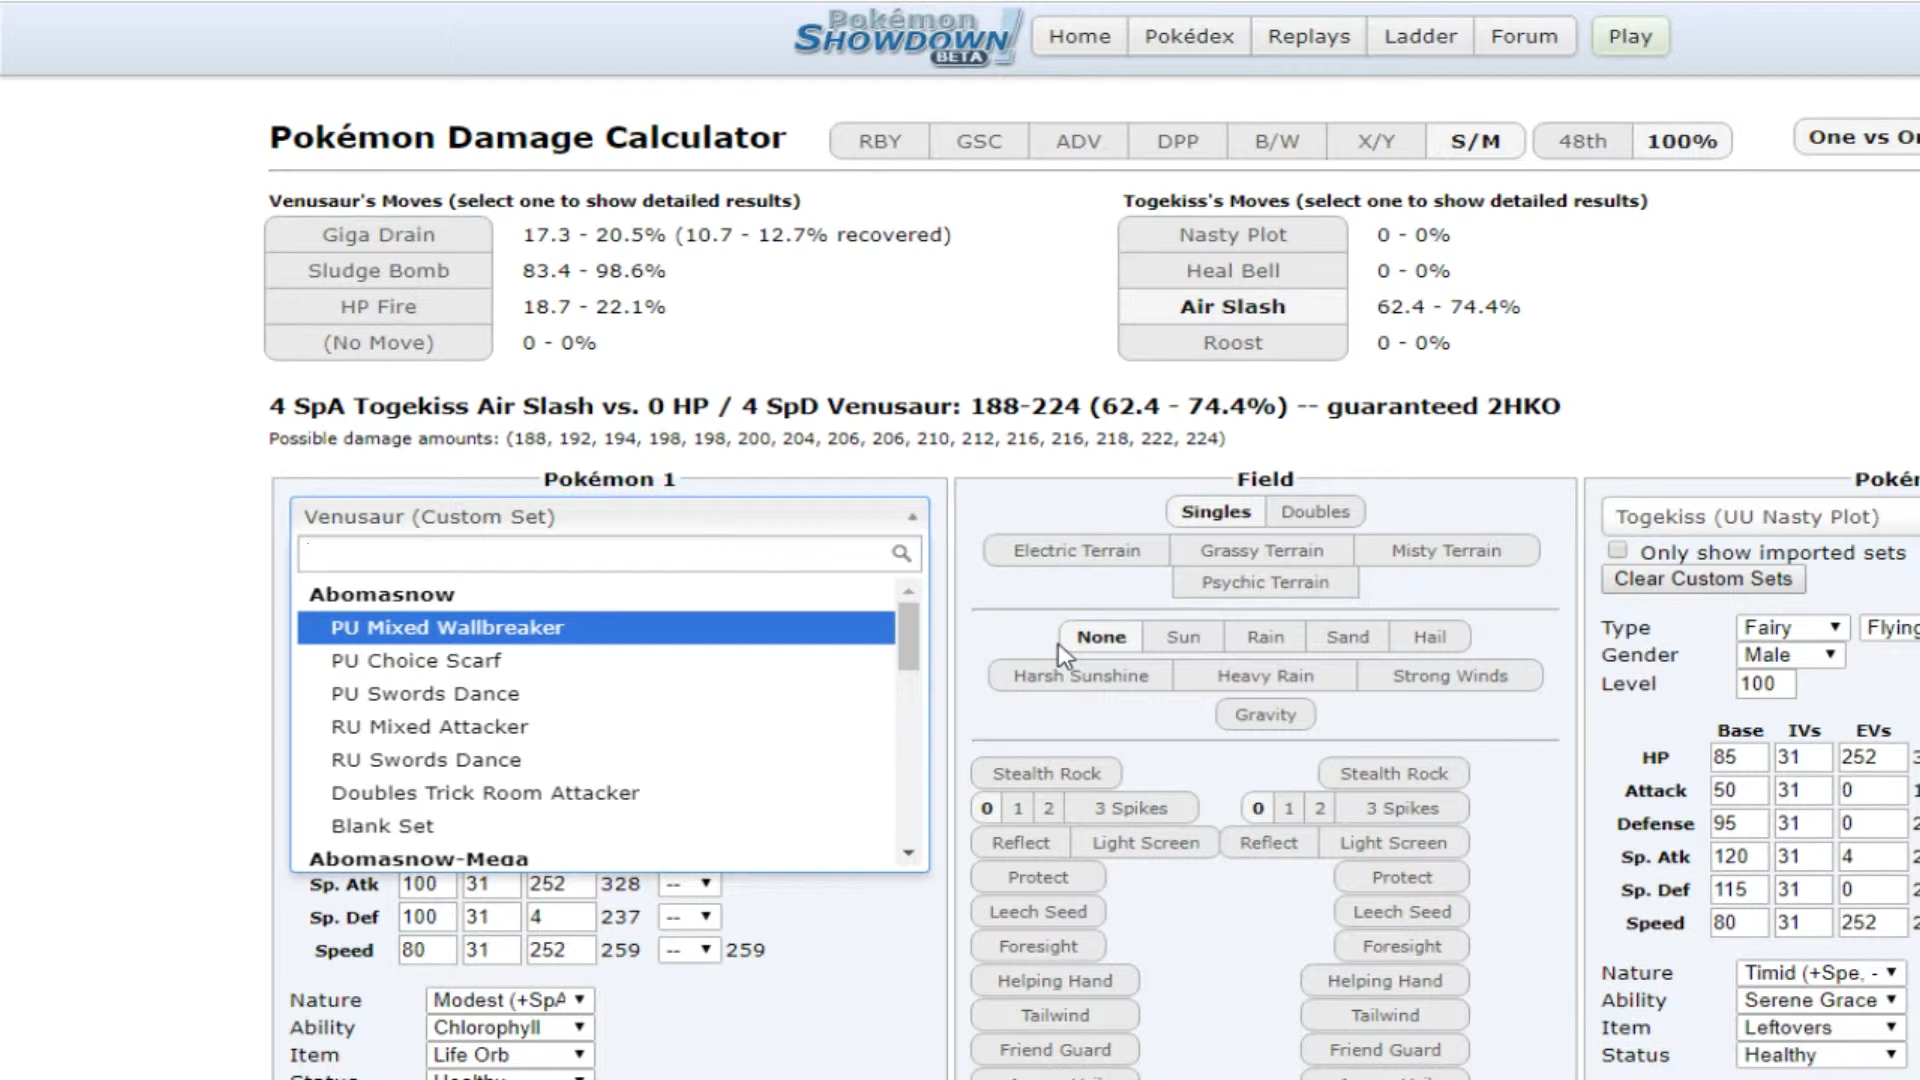 Pokémon
SHOWDOWN!
BETA
Home Pokédex Replays Ladder Forum Play
Pokémon Damage Calculator RBY GSC ADV DPP B/W X/Y S/M 48th 100% One vs
Venusaur's Moves (select one to show detailed results)
Giga Drain 17.3 - 20.5% (10.7 - 12.7% recovered)
Sludge Bomb 83.4 - 98.6%
HP Fire 18.7 - 22.1%
(No Move) 0 - 0%
Togekiss's Moves (select one to show detailed results)
Nasty Plot 0 - 0%
Heal Bell 0 - 0%
Air Slash 62.4 - 74.4%
Roost 0 - 0%
4 SpA Togekiss Air Slash vs. 0 HP / 4 SpD Venusaur: 188-224 (62.4 - 74.4%) -- guaranteed 2HKO
Possible damage amounts: (188, 192, 194, 198, 198, 200, 204, 206, 206, 210, 212, 216, 216, 218, 222, 224)
Pokémon 1
Venusaur (Custom Set)
Abomasnow
PU Mixed Wallbreaker
PU Choice Scarf
PU Swords Dance
RU Mixed Attacker
RU Swords Dance
Doubles Trick Room Attacker
Blank Set
Abomasnow-Mega
Sp. Atk 100 31 252 328 --
Sp. Def 100 31 4 237 --
Speed 80 31 252 259 -- 259
Nature Modest (+SpA
Ability Chlorophyll
Item Life Orb
Field
Singles Doubles
Electric Terrain Grassy Terrain Misty Terrain
Psychic Terrain
None Sun Rain Sand Hail
Harsh Sunshine Heavy Rain Strong Winds
Gravity
Stealth Rock Stealth Rock
0 1 2 3 Spikes 0 1 2 3 Spikes
Reflect Light Screen Reflect Light Screen
Protect Protect
Leech Seed Leech Seed
Foresight Foresight
Helping Hand Helping Hand
Tailwind Tailwind
Friend Guard Friend Guard
Togekiss (UU Nasty Plot)
Only show imported sets
Clear Custom Sets
Type Fairy Flying
Gender Male
Level 100
Base IVs EVs
HP 85 31 252
Attack 50 31 0
Defense 95 31 0
Sp. Atk 120 31 4
Sp. Def 115 31 0
Speed 80 31 252
Nature Timid (+Spe, -
Ability Serene Grace
Item Leftovers
Status Healthy